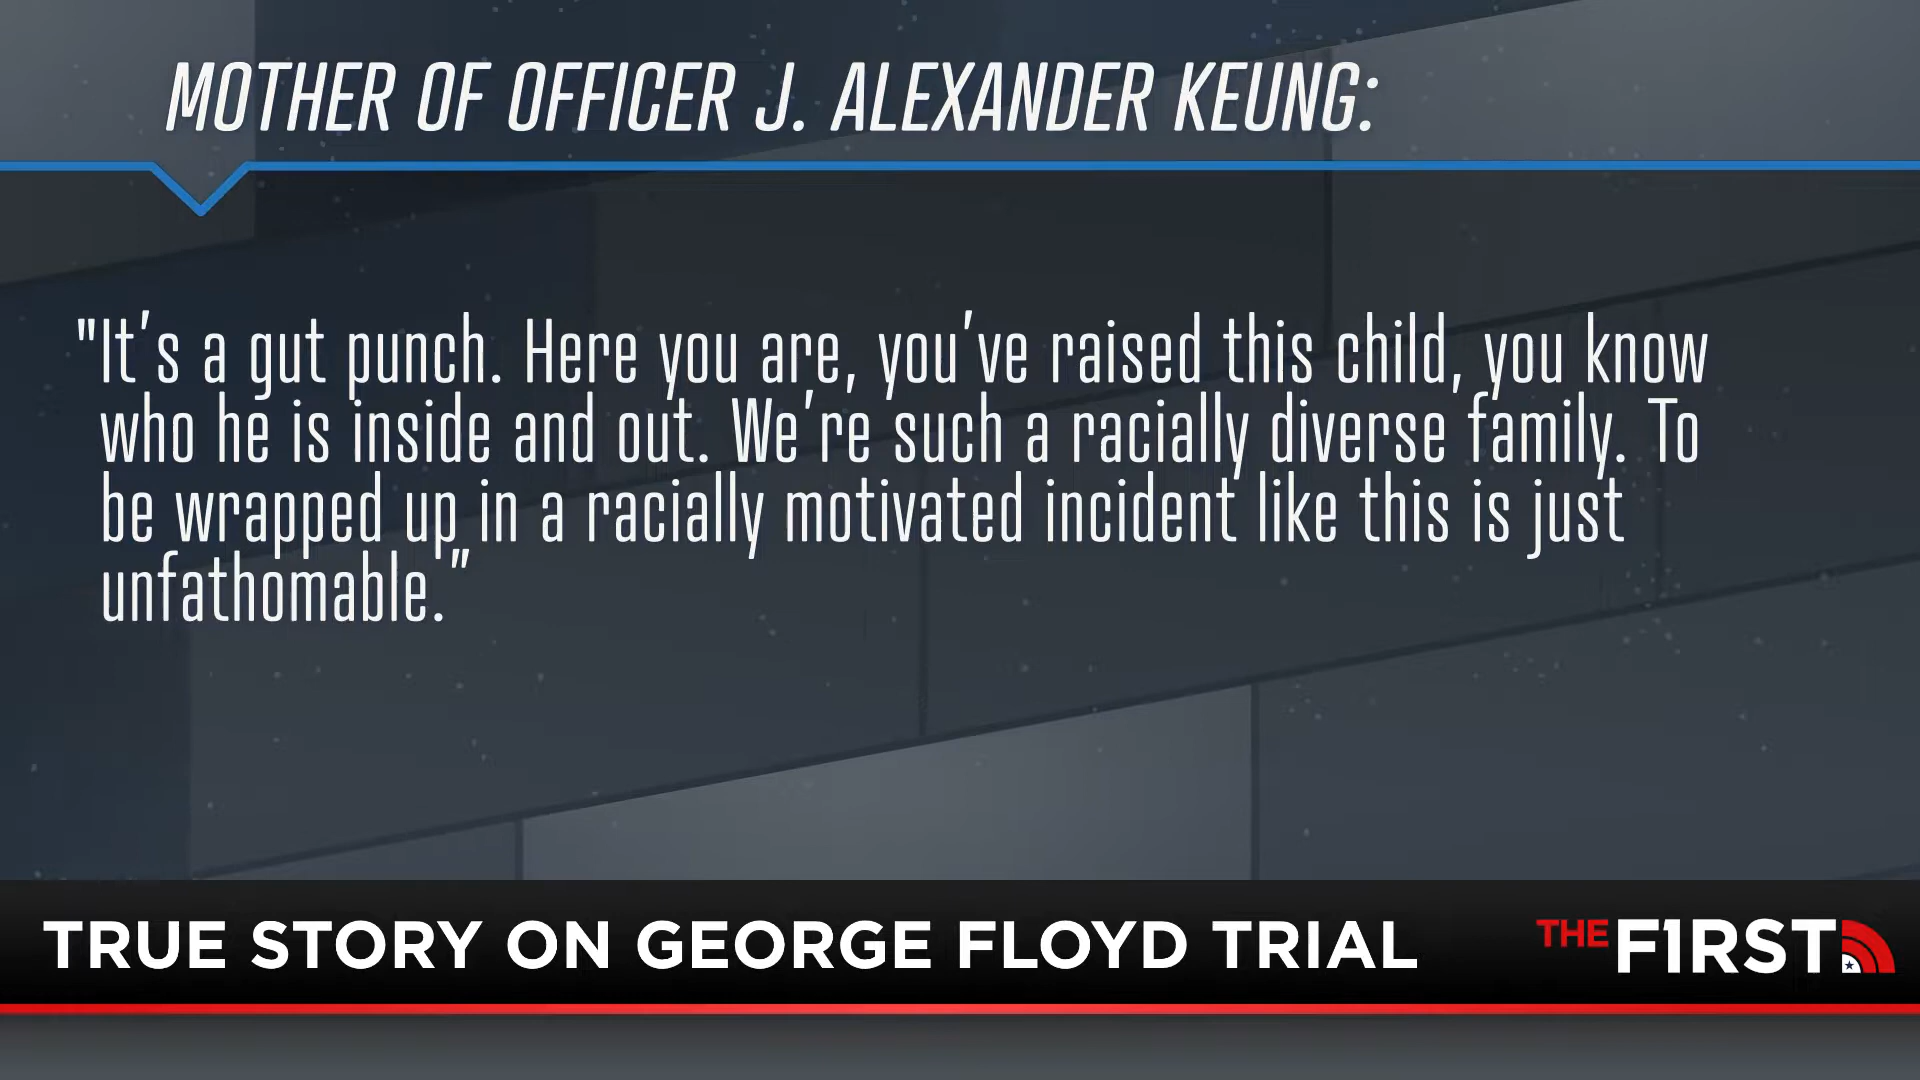 MOTHER OF OFFICER J. ALEXANDER KEUNG:
"It's a gut punch. Here you are, you've raised this child, you know
who he is inside and out. We're such a racially diverse family. To
be wrapped up in a racially motivated incident like this is just
unfathomable."
TRUE STORY ON GEORGE FLOYD TRIAL
THE F1RST